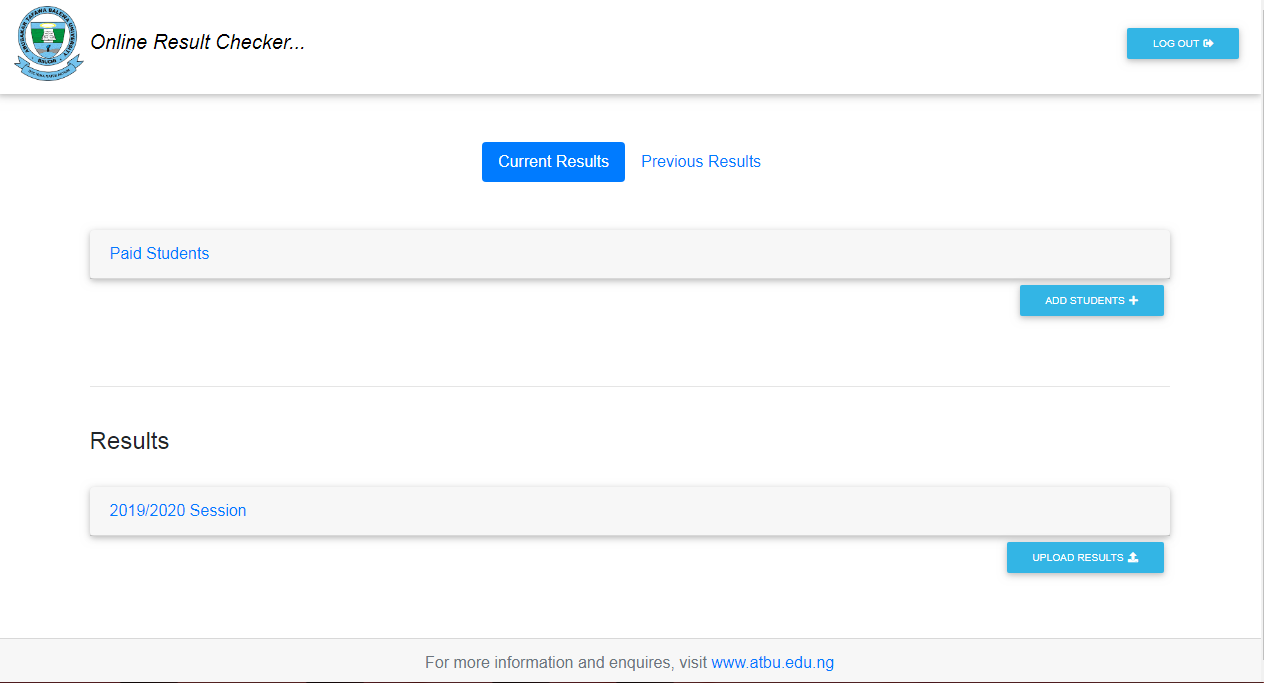 ABUBAKAR TAFAWA BALEWA UNIVERSITY
BAUCHI
Online Result Checker...
LOG OUT
Current Results
Previous Results
Paid Students
ADD STUDENTS
Results
2019/2020 Session
UPLOAD RESULTS
For more information and enquires, visit www.atbu.edu.ng